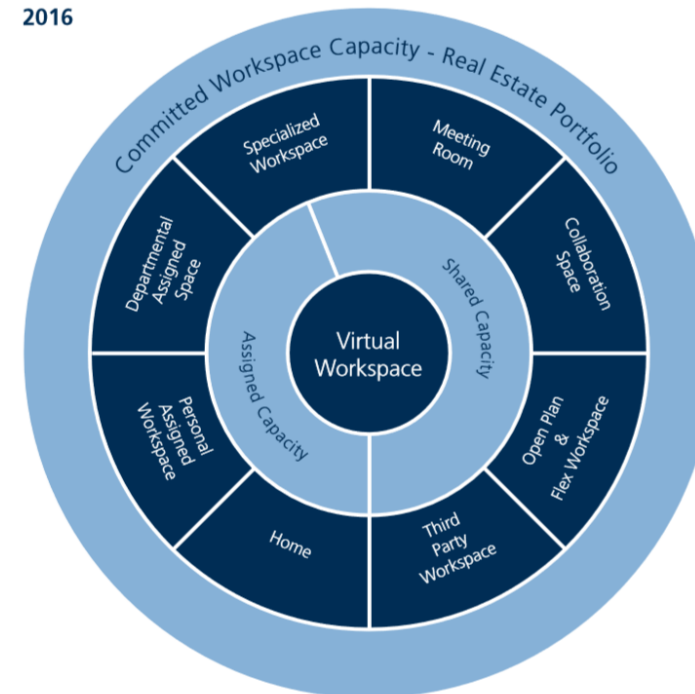 2016
Committed Workspace Capacity - Real Estate Portfolio
Specialized
Workspace
Meeting
Room
Departmental
Assigned
Space
Collaboration
Space
Shared Capacity
Assigned Capacity
Virtual
Workspace
Personal
Assigned
Workspace
Open Plan
&
Flex Workspace
Home
Third
Party
Workspace